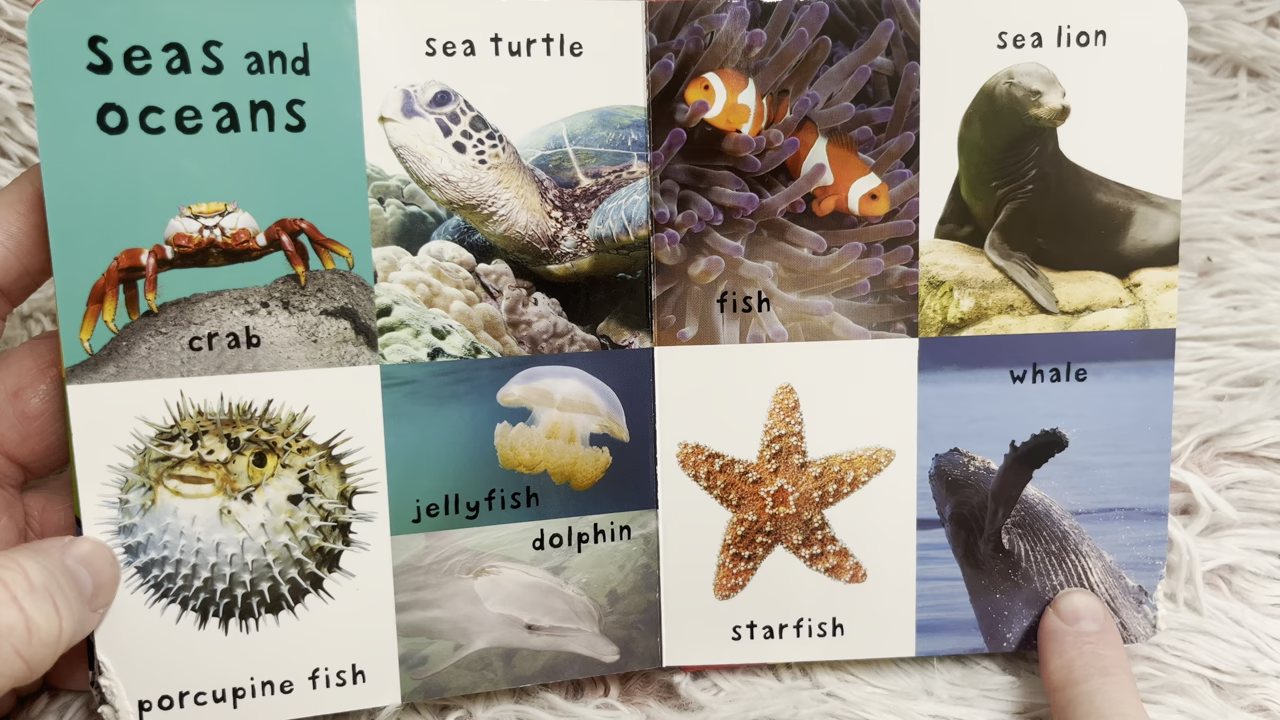 seas and
oceans
crab
sea turtle
porcupine fish
jellyfish
dolphin
fish
sea lion
starfish
whale